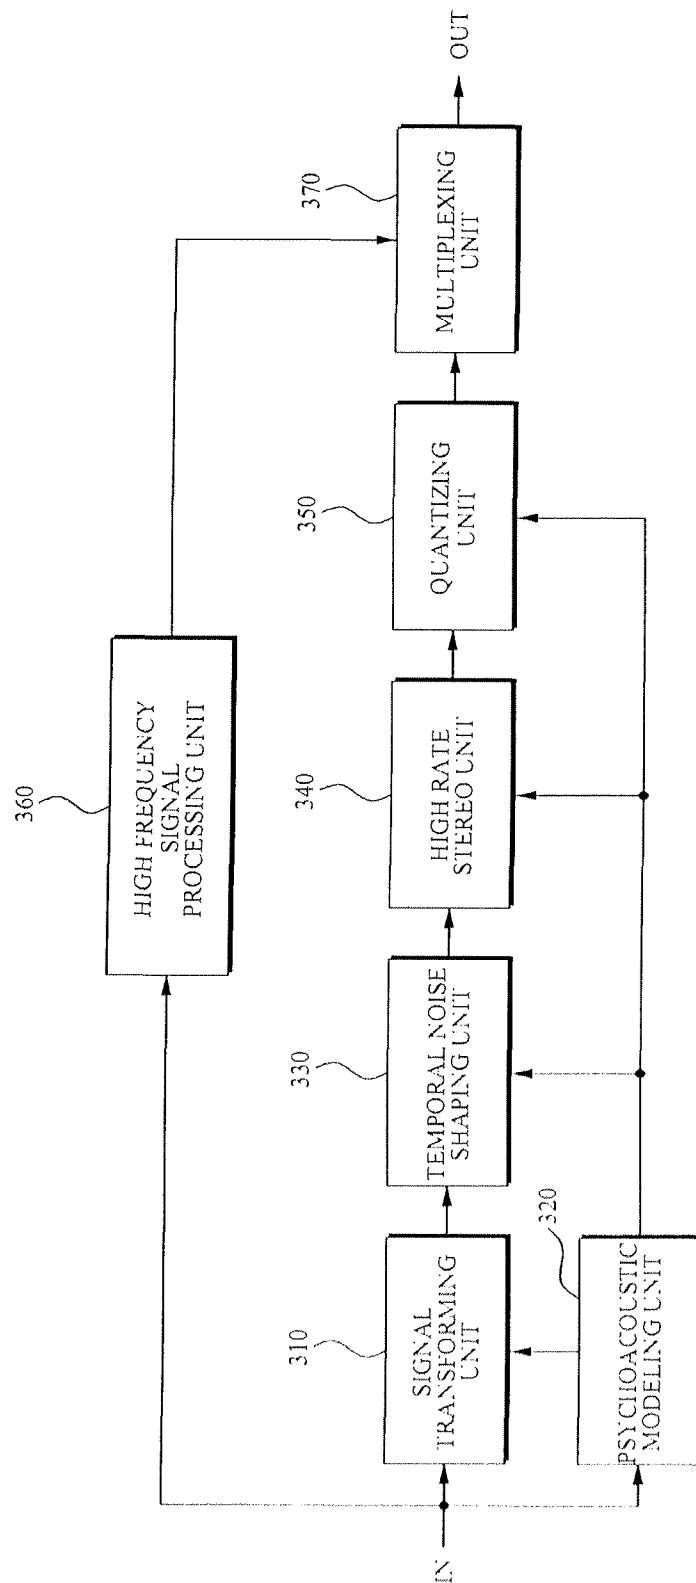 360
HIGH FREQUENCY
SIGNAL
PROCESSING UNIT
IN
310
SIGNAL
TRANSFORMING
UNIT
330
TEMPORAL NOISE
SHAPING UNIT
340
HIGH RATE
STEREO UNIT
350
QUANTIZING
UNIT
370
MULTIPLEXING
UNIT
OUT
320
PSYCHOACOUSTIC
MODELING UNIT